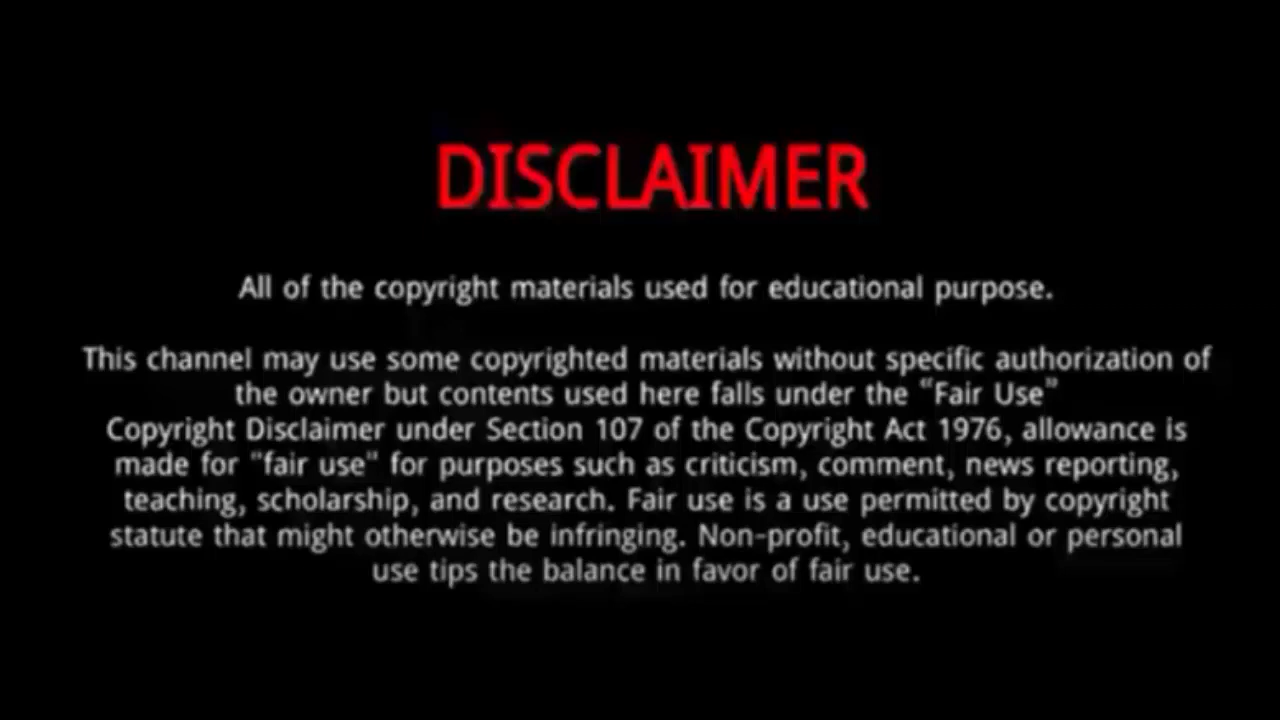 DISCLAIMER
All of the copyright materials used for educational purpose.
This channel may use some copyrighted materials without specific authorization of
the owner but contents used here falls under the “Fair Use”
Copyright Disclaimer under Section 107 of the Copyright Act 1976, allowance is
made for "fair use" for purposes such as criticism, comment, news reporting,
teaching, scholarship, and research. Fair use is a use permitted by copyright
statute that might otherwise be infringing. Non-profit, educational or personal
use tips the balance in favor of fair use.